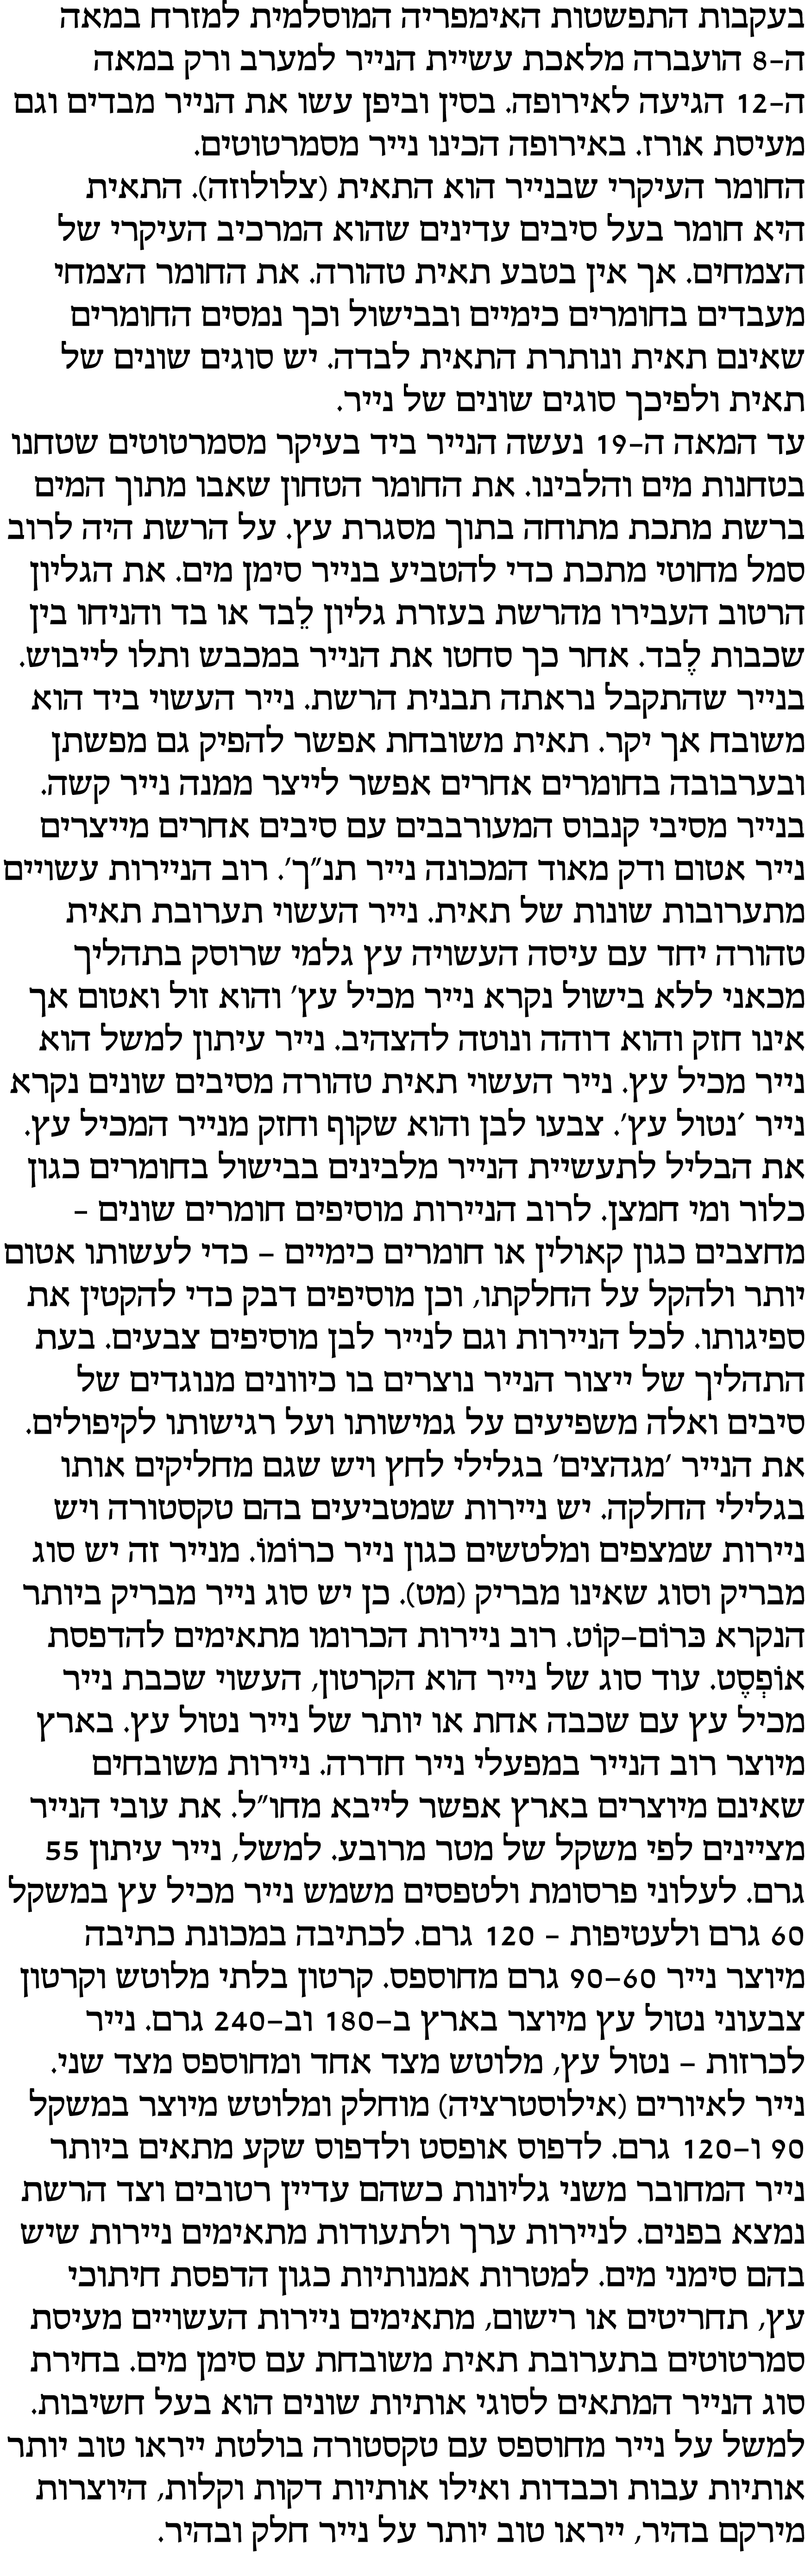 בעקבות התפשטות האימפריה המוסלמית למזרח במאה
ה-8 הועברה מלאכת עשיית הנייר למערב ורק במאה
ה-12 הגיעה לאירופה. בסין וביפן עשו את הנייר מבדים וגם
מעיסת אורז. באירופה הכינו נייר מסמרטוטים.
החומר העיקרי שבנייר הוא התאית (צלולוזה). התאית
היא חומר בעל סיבים עדינים שהוא המרכיב העיקרי של
הצמחים. אך אין בטבע תאית טהורה. את החומר הצמחי
מעבדים בחומרים כימיים ובבישול וכך נמסים החומרים
שאינם תאית ונותרת התאית לבדה. יש סוגים שונים של
תאית ולפיכך סוגים שונים של נייר.
עד המאה ה-19 נעשה הנייר ביד בעיקר מסמרטוטים שטחנו
בטחנות מים והלבינו. את החומר הטחון שאבו מתוך המים
ברשת מתכת מתוחה בתוך מסגרת עץ. על הרשת היה לרוב
סמל מחוטי מתכת כדי להטביע בנייר סימן מים. את הגליון
הרטוב העבירו מהרשת בעזרת גליון לֵבד או בד והניחו בין
שכבות לֶבד. אחר כך סחטו את הנייר במכבש ותלו לייבוש.
בנייר שהתקבל נראתה תבנית הרשת. נייר העשוי ביד הוא
משובח אך יקר. תאית משובחת אפשר להפיק גם מפשתן
ובערבובה בחומרים אחרים אפשר לייצר ממנה נייר קשה.
בנייר מסיבי קנבוס המעורבבים עם סיבים אחרים מייצרים
נייר אטום ודק מאוד המכונה נייר תנ״ך׳. רוב הניירות עשויים
מתערובות שונות של תאית. נייר העשוי תערובת תאית
טהורה יחד עם עיסה העשויה עץ גלמי שרוסק בתהליך
מכאני ללא בישול נקרא נייר מכיל עץ׳ והוא זול ואטום אך
אינו חזק והוא דוהה ונוטה להצהיב. נייר עיתון למשל הוא
נייר מכיל עץ. נייר העשוי תאית טהורה מסיבים שונים נקרא
נייר ׳נטול עץ׳. צבעו לבן והוא שקוף וחזק מנייר המכיל עץ.
את הבליל לתעשיית הנייר מלבינים בבישול בחומרים כגון
כלור ומי חמצן. לרוב הניירות מוסיפים חומרים שונים –
מחצבים כגון קאולין או חומרים כימיים – כדי לעשותו אטום
יותר ולהקל על החלקתו, וכן מוסיפים דבק כדי להקטין את
ספיגותו. לכל הניירות וגם לנייר לבן מוסיפים צבעים. בעת
התהליך של ייצור הנייר נוצרים בו כיוונים מנוגדים של
סיבים ואלה משפיעים על גמישותו ועל רגישותו לקיפולים.
את הנייר ׳מגהצים׳ בגלילי לחץ ויש שגם מחליקים אותו
בגלילי החלקה. יש ניירות שמטביעים בהם טקסטורה ויש
ניירות שמצפים ומלטשים כגון נייר כרוֹמוֹ. מנייר זה יש סוג
מבריק וסוג שאינו מבריק (מט). כן יש סוג נייר מבריק ביותר
הנקרא כּרוֹם-קוֹט. רוב ניירות הכרומו מתאימים להדפסת
אוֹפְסֶט. עוד סוג של נייר הוא הקרטון, העשוי שכבת נייר
מכיל עץ עם שכבה אחת או יותר של נייר נטול עץ. בארץ
מיוצר רוב הנייר במפעלי נייר חדרה. ניירות משובחים
שאינם מיוצרים בארץ אפשר לייבא מחו״ל. את עובי הנייר
מציינים לפי משקל של מטר מרובע. למשל, נייר עיתון 55
גרם. לעלוני פרסומת ולטפסים משמש נייר מכיל עץ במשקל
60 גרם ולעטיפות – 120 גרם. לכתיבה במכונת כתיבה
מיוצר נייר 90-60 גרם מחוספס. קרטון בלתי מלוטש וקרטון
צבעוני נטול עץ מיוצר בארץ ב-180 וב-240 גרם. נייר
לכרזות – נטול עץ, מלוטש מצד אחד ומחוספס מצד שני.
נייר לאיורים (אילוסטרציה) מוחלק ומלוטש מיוצר במשקל
90 ו-120 גרם. לדפוס אופסט ולדפוס שקע מתאים ביותר
נייר המחובר משני גליונות כשהם עדיין רטובים וצד הרשת
נמצא בפנים. לניירות ערך ולתעודות מתאימים ניירות שיש
בהם סימני מים. למטרות אמנותיות כגון הדפסת חיתוכי
עץ, תחריטים או רישום, מתאימים ניירות העשויים מעיסת
סמרטוטים בתערובת תאית משובחת עם סימן מים. בחירת
סוג הנייר המתאים לסוגי אותיות שונים הוא בעל חשיבות.
למשל על נייר מחוספס עם טקסטורה בולטת ייראו טוב יותר
אותיות עבות וכבדות ואילו אותיות דקות וקלות, היוצרות
מירקם בהיר, ייראו טוב יותר על נייר חלק ובהיר.